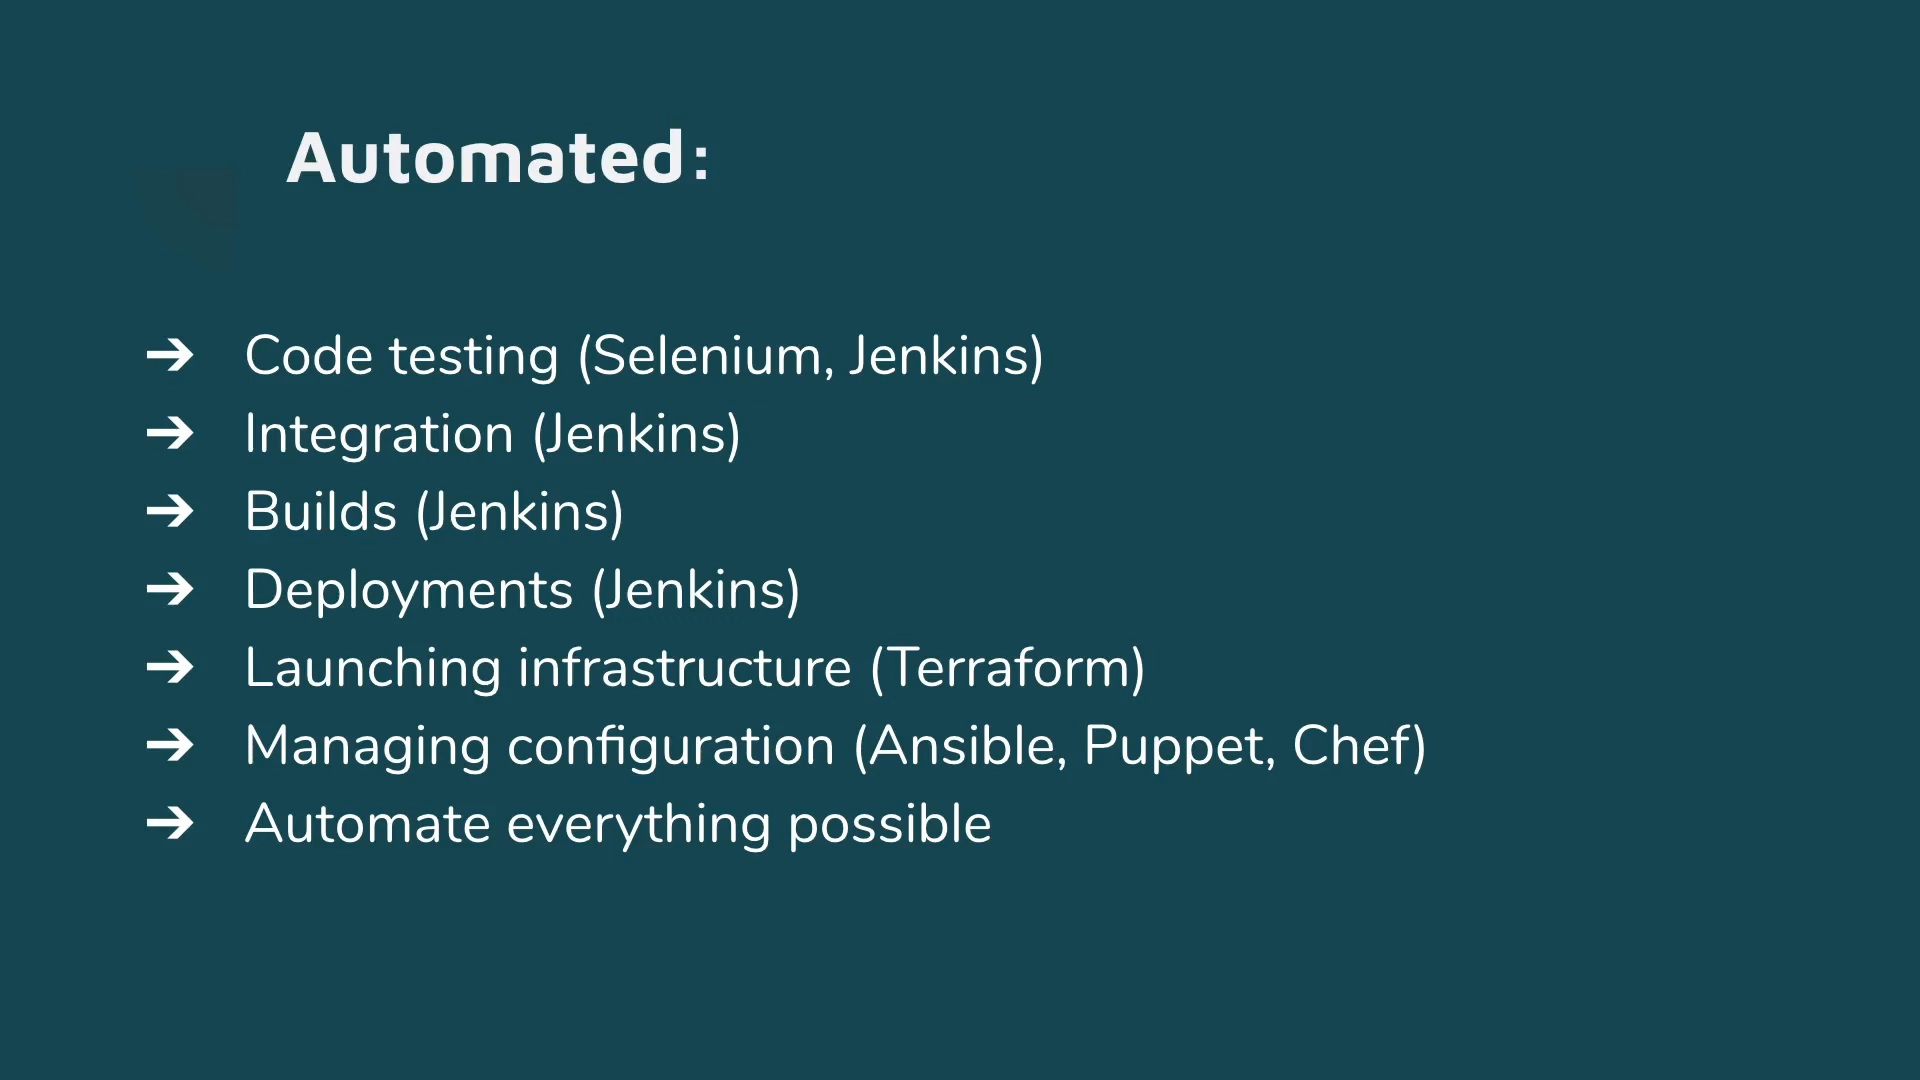 Automated:
➔ Code testing (Selenium, Jenkins)
➔ Integration (Jenkins)
➔ Builds (Jenkins)
➔ Deployments (Jenkins)
➔ Launching infrastructure (Terraform)
➔ Managing configuration (Ansible, Puppet, Chef)
➔ Automate everything possible